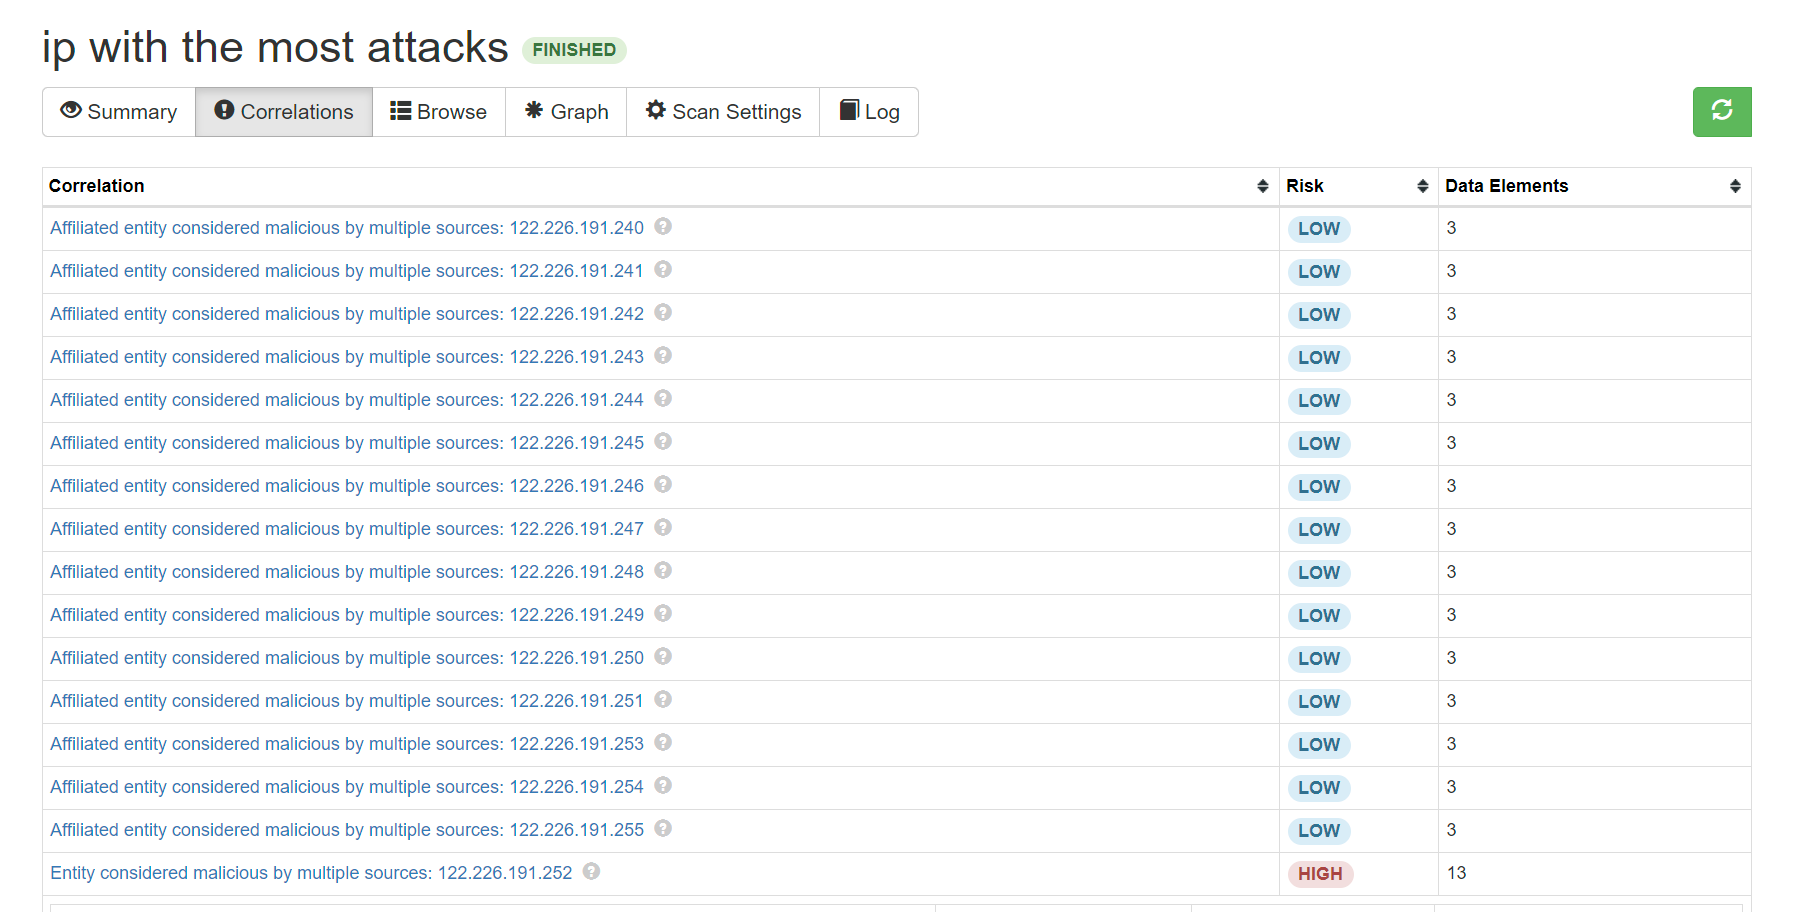 ip with the most attacks FINISHED
Summary Correlations Browse Graph Scan Settings Log
Correlation Risk Data Elements
Affiliated entity considered malicious by multiple sources: 122.226.191.240 ? LOW 3
Affiliated entity considered malicious by multiple sources: 122.226.191.241 ? LOW 3
Affiliated entity considered malicious by multiple sources: 122.226.191.242 ? LOW 3
Affiliated entity considered malicious by multiple sources: 122.226.191.243 ? LOW 3
Affiliated entity considered malicious by multiple sources: 122.226.191.244 ? LOW 3
Affiliated entity considered malicious by multiple sources: 122.226.191.245 ? LOW 3
Affiliated entity considered malicious by multiple sources: 122.226.191.246 ? LOW 3
Affiliated entity considered malicious by multiple sources: 122.226.191.247 ? LOW 3
Affiliated entity considered malicious by multiple sources: 122.226.191.248 ? LOW 3
Affiliated entity considered malicious by multiple sources: 122.226.191.249 ? LOW 3
Affiliated entity considered malicious by multiple sources: 122.226.191.250 ? LOW 3
Affiliated entity considered malicious by multiple sources: 122.226.191.251 ? LOW 3
Affiliated entity considered malicious by multiple sources: 122.226.191.253 ? LOW 3
Affiliated entity considered malicious by multiple sources: 122.226.191.254 ? LOW 3
Affiliated entity considered malicious by multiple sources: 122.226.191.255 ? LOW 3
Entity considered malicious by multiple sources: 122.226.191.252 ? HIGH 13